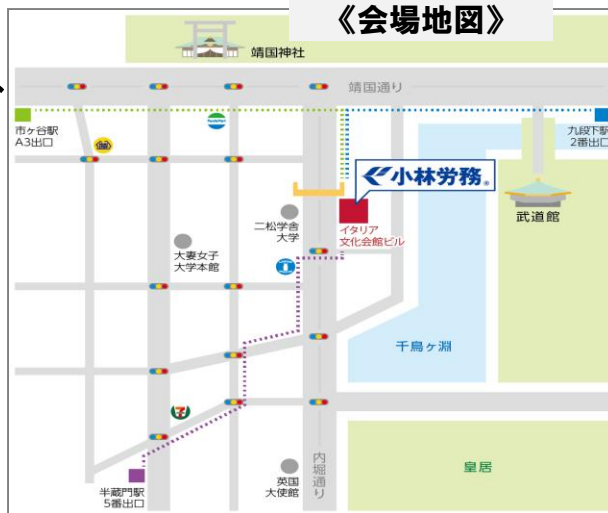 《会場地図》
靖国神社
靖国通り
市ヶ谷駅
A3出口
FamilyMart
九段下駅
2番出口
小林労務®
イタリア
文化会館ビル
武道館
二松学舎
大学
大妻女子
大学本館
千鳥ヶ淵
7
内堀通り
皇居
英国
大使館
半蔵門駅
5番出口